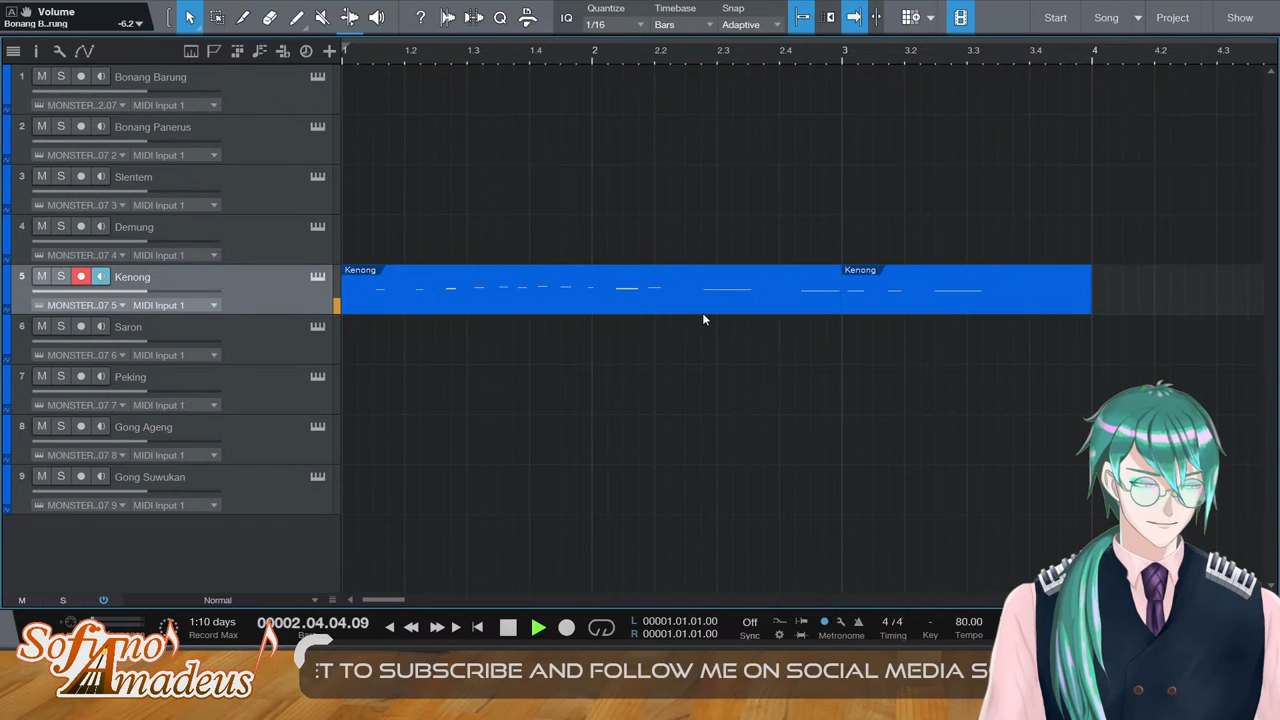 A Volume
Bonang B..rung -6.2
IQ Quantize Timebase Snap
1/16 Bars Adaptive
Start Song Project Show
1 1.2 1.3 1.4 2 2.2 2.3 2.4 3 3.2 3.3 3.4 4 4.2 4.3
1 M S Bonang Barung
MONSTER..2.07 MIDI Input 1
2 M S Bonang Panerus
MONSTER..07 2 MIDI Input 1
3 M S Slentem
MONSTER..07 3 MIDI Input 1
4 M S Demung
MONSTER..07 4 MIDI Input 1
5 M S Kenong
MONSTER..07 5 MIDI Input 1
Kenong Kenong
6 M S Saron
MONSTER..07 6 MIDI Input 1
7 M S Peking
MONSTER..07 7 MIDI Input 1
8 M S Gong Ageng
MONSTER..07 8 MIDI Input 1
9 M S Gong Suwukan
MONSTER..07 9 MIDI Input 1
M S Normal
1:10 days
Record Max
00002.04.04.09
L 00001.01.01.00
R 00001.01.01.00
Off
Sync
Metronome
4 / 4
Timing
-
Key
80.00
Tempo
Sofiano
Amadeus
ET TO SUBSCRIBE AND FOLLOW ME ON SOCIAL MEDIA S